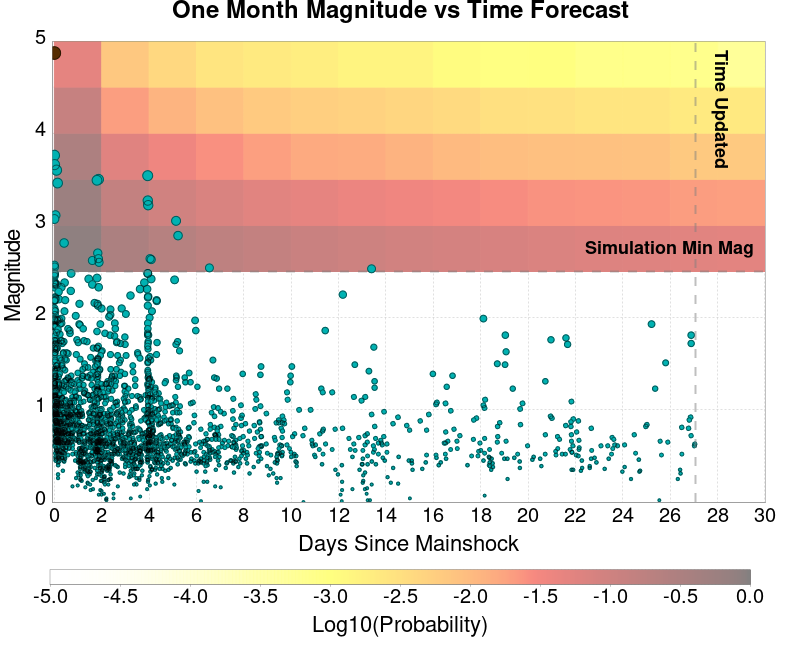 One Month Magnitude vs Time Forecast
5
4
3
2
1
0
Magnitude
Time Updated
Simulation Min Mag
0 2 4 6 8 10 12 14 16 18 20 22 24 26 28 30
Days Since Mainshock
-5.0 -4.5 -4.0 -3.5 -3.0 -2.5 -2.0 -1.5 -1.0 -0.5 0.0
Log10(Probability)